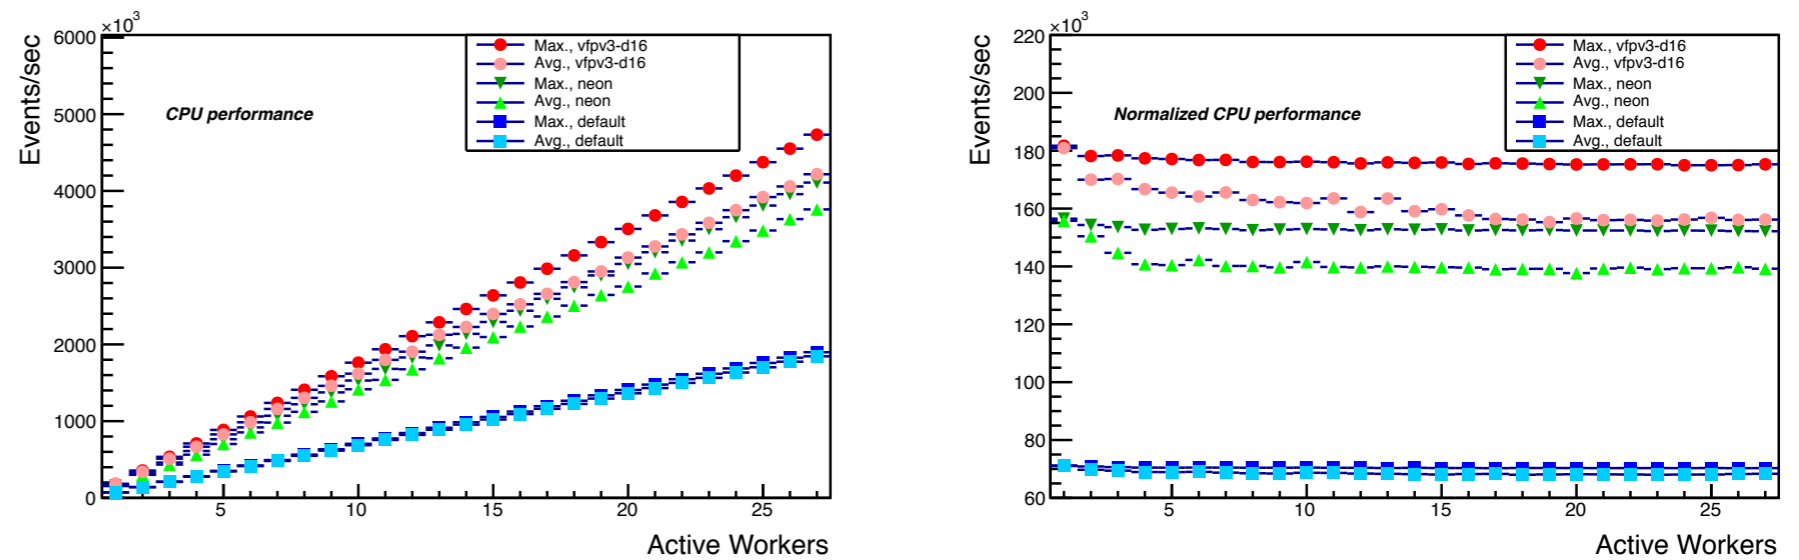 ×10³
6000
5000
4000
3000
2000
1000
0
Events/sec
CPU performance
Max., vfpv3-d16
Avg., vfpv3-d16
Max., neon
Avg., neon
Max., default
Avg., default
5 10 15 20 25
Active Workers
×10³
220
200
180
160
140
120
100
80
60
Events/sec
Normalized CPU performance
Max., vfpv3-d16
Avg., vfpv3-d16
Max., neon
Avg., neon
Max., default
Avg., default
5 10 15 20 25
Active Workers